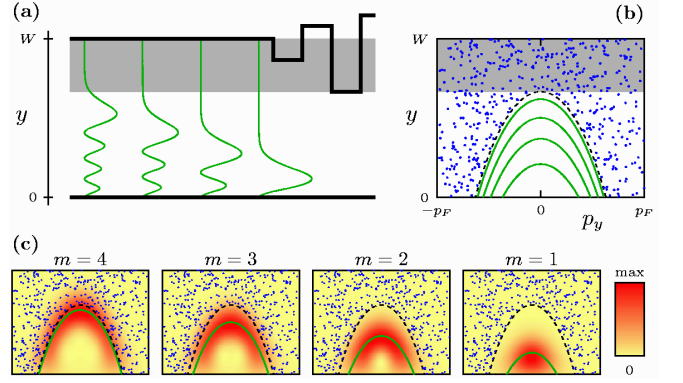 (a)
W
y
0
(b)
W
y
0
−p_F
0
p_F
p_y
(c)
m = 4
m = 3
m = 2
m = 1
max
0